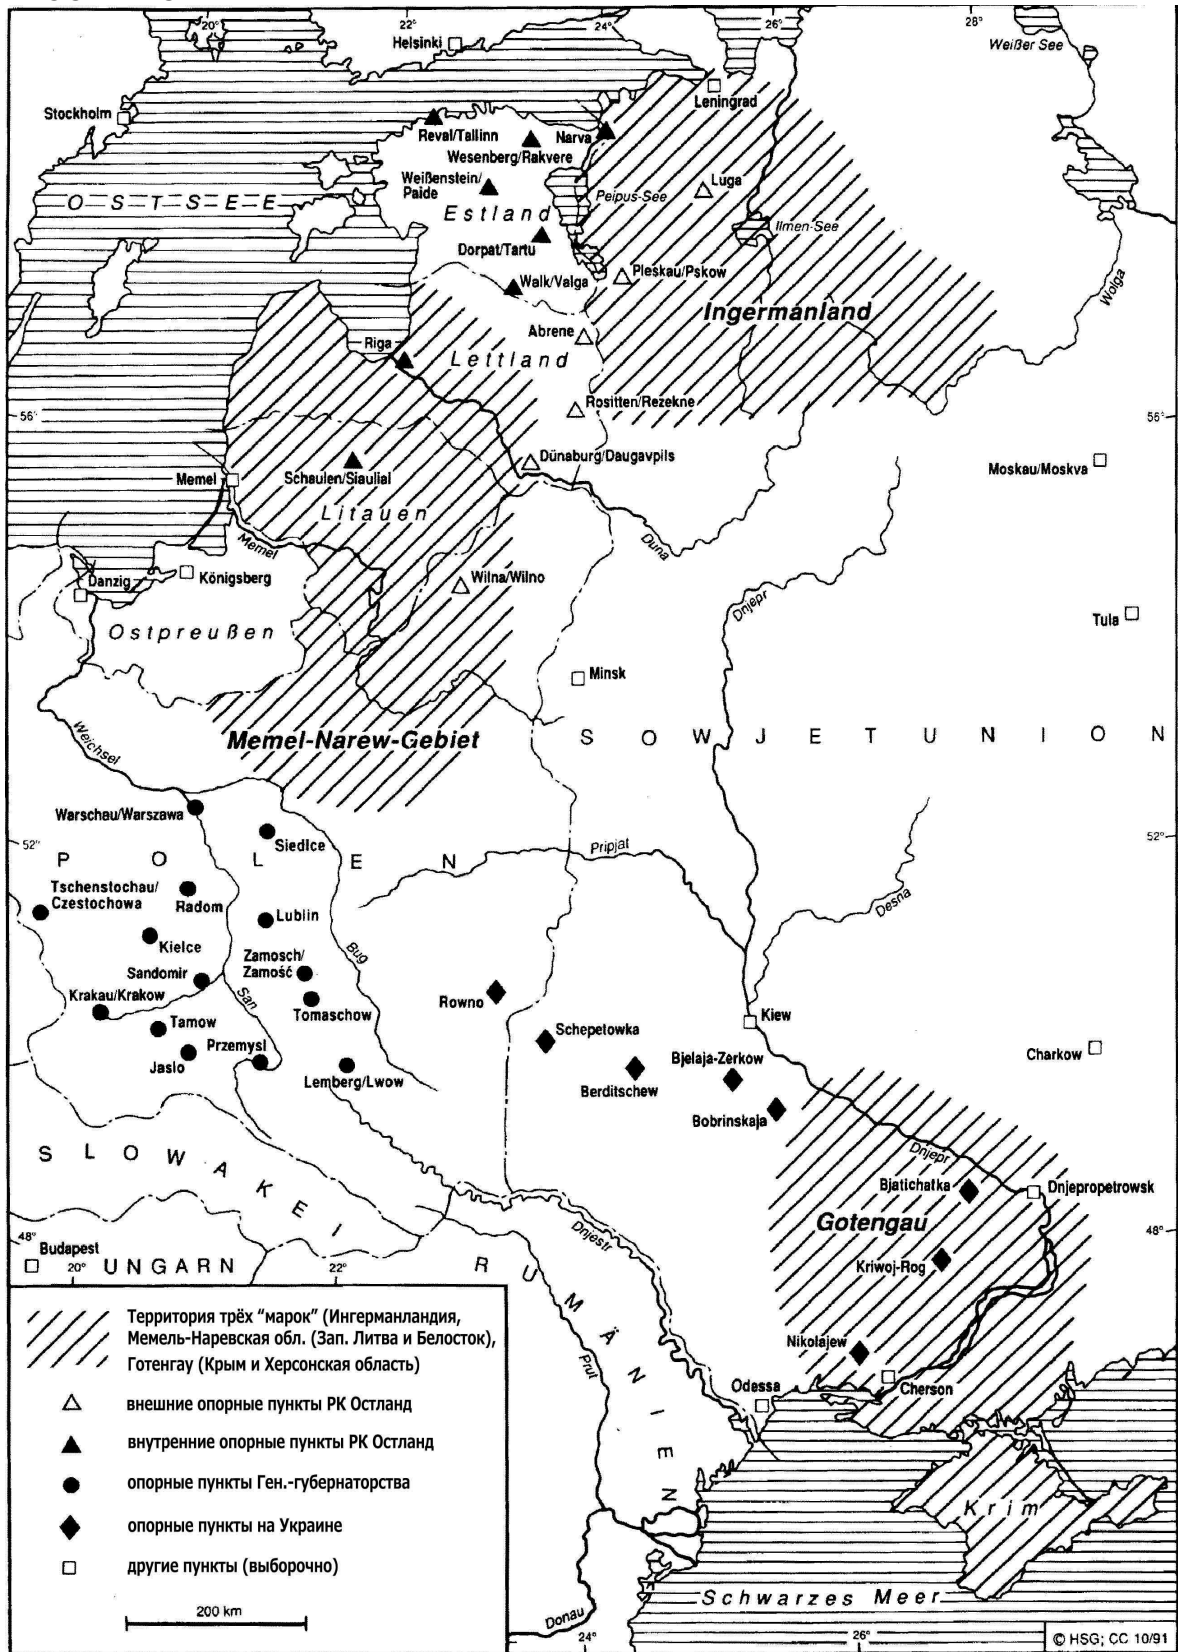 20°
22°
24°
26°
28°
Helsinki
Weißer See
Stockholm
Leningrad
Reval/Tallinn
Narva
Wesenberg/Rakvere
Weißenstein/
Paide
Luga
Peipus-See
OSTSEE
Estland
Ilmen-See
Dorpat/Tartu
Pleskau/Pskow
Walk/Valga
Wolga
Ingermanland
Abrene
Riga
Lettland
Rositten/Rezekne
56°
56°
Dünaburg/Daugavpils
Moskau/Moskva
Memel
Schaulen/Siaulial
Litauen
Memel
Duna
Danzig
Königsberg
Wilna/Wilno
Dnjepr
Tula
Ostpreußen
Minsk
Weichsel
Memel-Narew-Gebiet
SOWJETUNION
Warschau/Warszawa
52°
Siedlce
52°
POLEN
Pripjat
Tschenstochau/
Czestochowa
Radom
Lublin
Desna
Kielce
Zamosch/
Zamość
Bug
Sandomir
Krakau/Krakow
San
Rowno
Tomaschow
Kiew
Tamow
Przemysl
Schepetowka
Charkow
Jaslo
Lemberg/Lwow
Bjelaja-Zerkow
Berditschew
Bobrinskaja
SLOWAKEI
Dnjepr
Bjatichatka
Dnjepropetrowsk
Gotengau
48°
Dnjestr
48°
Budapest
20°
UNGARN
22°
RUMÄNIEN
Kriwoj-Rog
Территория трёх “марок” (Ингерманландия,
Мемель-Наревская обл. (Зап. Литва и Белосток),
Готенгау (Крым и Херсонская область)
Nikolajew
Prut
Odessa
Cherson
внешние опорные пункты РК Остланд
внутренние опорные пункты РК Остланд
опорные пункты Ген.-губернаторства
Krim
опорные пункты на Украине
другие пункты (выборочно)
Schwarzes Meer
200 km
Donau
24°
26°
© HSG; CC 10/91